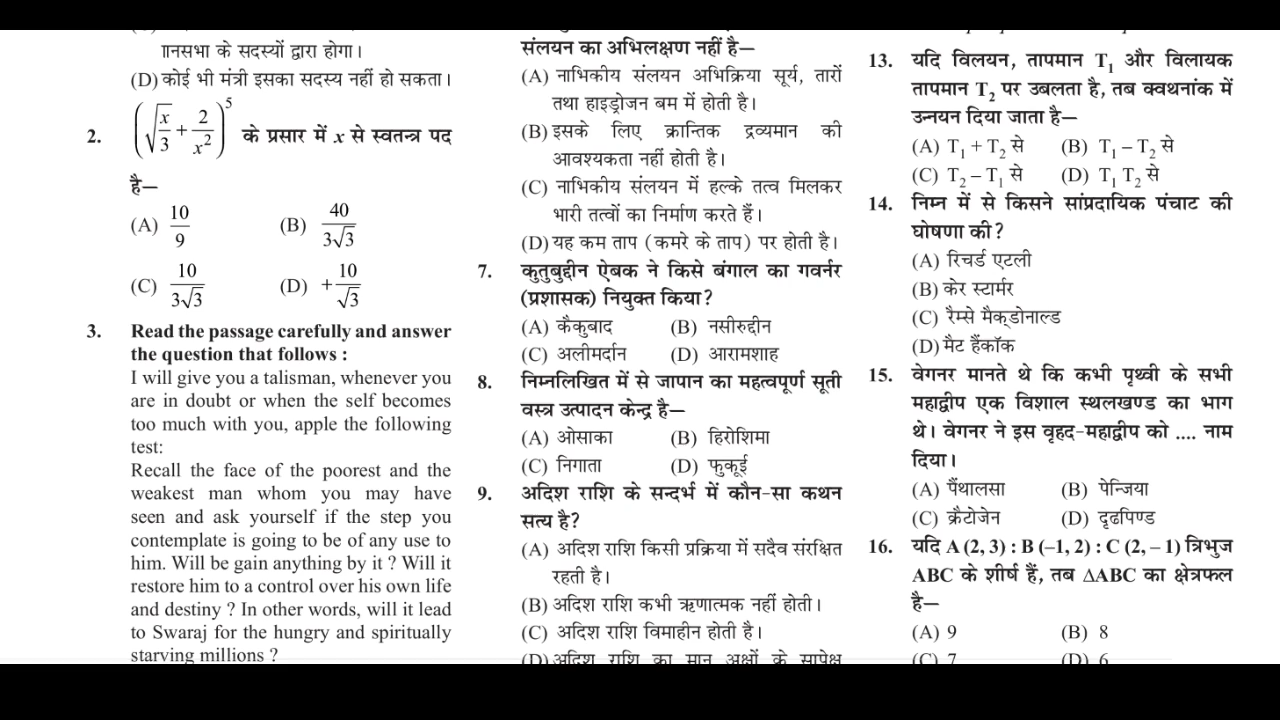 ानसभा के सदस्यों द्वारा होगा।
(D) कोई भी मंत्री इसका सदस्य नहीं हो सकता।
2. (√(x/3) + 2/x²)⁵ के प्रसार में x से स्वतन्त्र पद
है—
(A) 10/9 (B) 40/3√3
(C) 10/3√3 (D) +10/√3
3. Read the passage carefully and answer
the question that follows :
I will give you a talisman, whenever you
are in doubt or when the self becomes
too much with you, apple the following
test:
Recall the face of the poorest and the
weakest man whom you may have
seen and ask yourself if the step you
contemplate is going to be of any use to
him. Will be gain anything by it ? Will it
restore him to a control over his own life
and destiny ? In other words, will it lead
to Swaraj for the hungry and spiritually
starving millions ?
संलयन का अभिलक्षण नहीं है—
(A) नाभिकीय संलयन अभिक्रिया सूर्य, तारों
तथा हाइड्रोजन बम में होती है।
(B) इसके लिए क्रान्तिक द्रव्यमान की
आवश्यकता नहीं होती है।
(C) नाभिकीय संलयन में हल्के तत्व मिलकर
भारी तत्वों का निर्माण करते हैं।
(D) यह कम ताप (कमरे के ताप) पर होती है।
7. कुतुबुद्दीन ऐबक ने किसे बंगाल का गवर्नर
(प्रशासक) नियुक्त किया?
(A) कैकुबाद (B) नसीरुद्दीन
(C) अलीमर्दान (D) आरामशाह
8. निम्नलिखित में से जापान का महत्वपूर्ण सूती
वस्त्र उत्पादन केन्द्र है—
(A) ओसाका (B) हिरोशिमा
(C) निगाता (D) फुकूई
9. अदिश राशि के सन्दर्भ में कौन-सा कथन
सत्य है?
(A) अदिश राशि किसी प्रक्रिया में सदैव संरक्षित
रहती है।
(B) अदिश राशि कभी ऋणात्मक नहीं होती।
(C) अदिश राशि विमाहीन होती है।
(D) अदिश राशि का मान अक्षों के सापेक्ष
13. यदि विलयन, तापमान T₁ और विलायक
तापमान T₂ पर उबलता है, तब क्वथनांक में
उन्नयन दिया जाता है—
(A) T₁ + T₂ से (B) T₁ – T₂ से
(C) T₂ – T₁ से (D) T₁ T₂ से
14. निम्न में से किसने सांप्रदायिक पंचाट की
घोषणा की?
(A) रिचर्ड एटली
(B) केर स्टार्मर
(C) रैम्से मैक्डोनाल्ड
(D) मैट हैंकॉक
15. वेगनर मानते थे कि कभी पृथ्वी के सभी
महाद्वीप एक विशाल स्थलखण्ड का भाग
थे। वेगनर ने इस वृहद-महाद्वीप को .... नाम
दिया।
(A) पैंथालसा (B) पेन्जिया
(C) क्रैटोजेन (D) दृढपिण्ड
16. यदि A (2, 3) : B (–1, 2) : C (2, – 1) त्रिभुज
ABC के शीर्ष हैं, तब ΔABC का क्षेत्रफल
है—
(A) 9 (B) 8
(C) 7 (D) 6